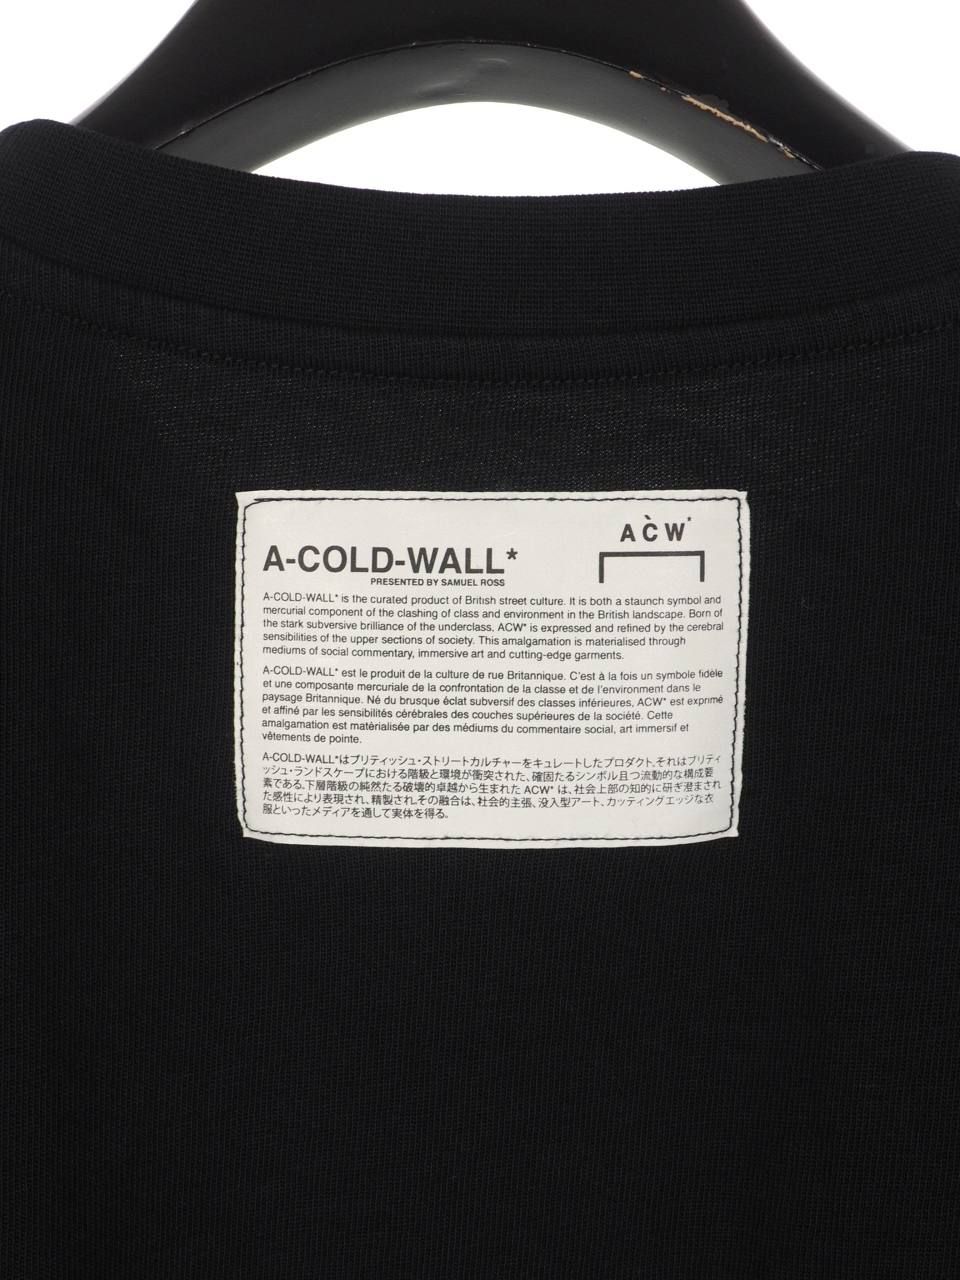 A-COLD-WALL*
PRESENTED BY SAMUEL ROSS
AC̀W*
A-COLD-WALL* is the curated product of British street culture. It is both a staunch symbol and
mercurial component of the clashing of class and environment in the British landscape. Born of
the stark subversive brilliance of the underclass, ACW* is expressed and refined by the cerebral
sensibilities of the upper sections of society. This amalgamation is materialised through
mediums of social commentary, immersive art and cutting-edge garments.
A-COLD-WALL* est le produit de la culture de rue Britannique. C'est à la fois un symbole fidèle
et une composante mercuriale de la confrontation de la classe et de l'environment dans le
paysage Britannique. Né du brusque éclat subversif des classes inférieures, ACW* est exprimé
et affiné par les sensibilités cérébrales des couches supérieures de la société. Cette
amalgamation est matèrialisée par des médiums du commentaire social, art immersif et
vêtements de pointe.
A-COLD-WALL*はブリティッシュ・ストリートカルチャーをキュレートしたプロダクト。それはブリティ
ッシュ・ランドスケープにおける階級と環境が衝突された、確固たるシンボル且つ流動的な構成要
素である。下層階級の純然たる破壊的卓越から生まれた ACW* は、社会上部の知的に研ぎ澄まされ
た感性により表現され、精製され。その融合は、社会的主張、没入型アート、カッティングエッジな衣
服といったメディアを通して実体を得る。